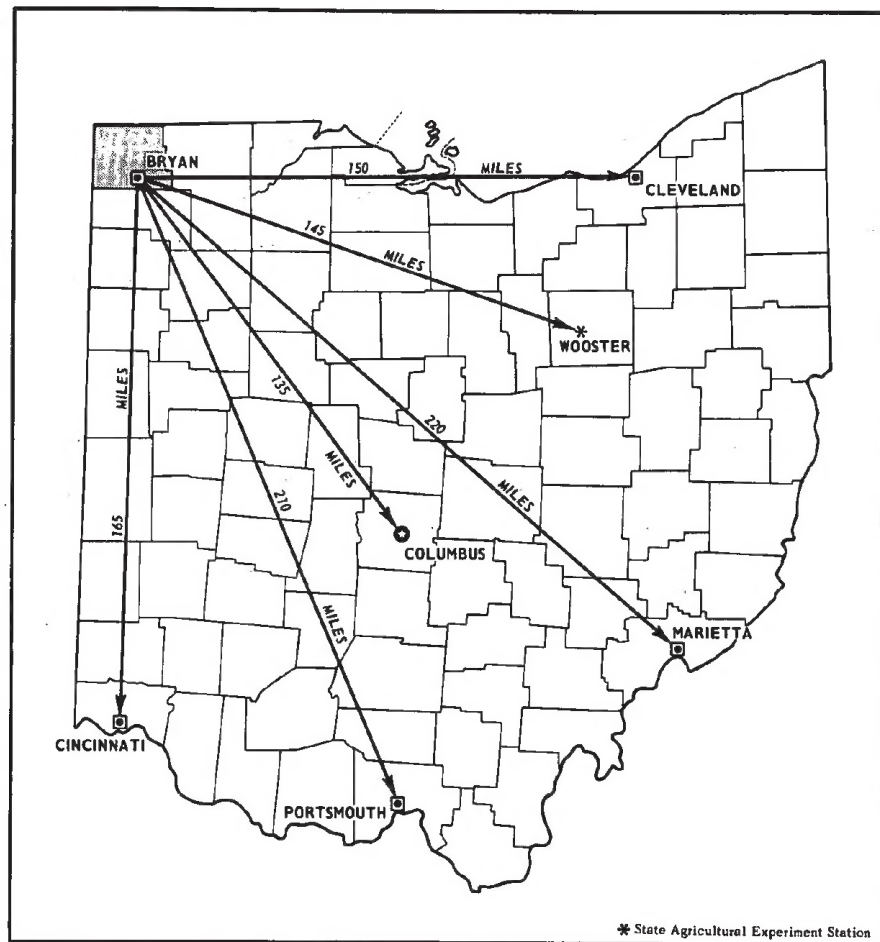 BRYAN
150 MILES
CLEVELAND
145 MILES
WOOSTER
135 MILES
COLUMBUS
220 MILES
MARIETTA
210 MILES
PORTSMOUTH
165 MILES
CINCINNATI
* State Agricultural Experiment Station